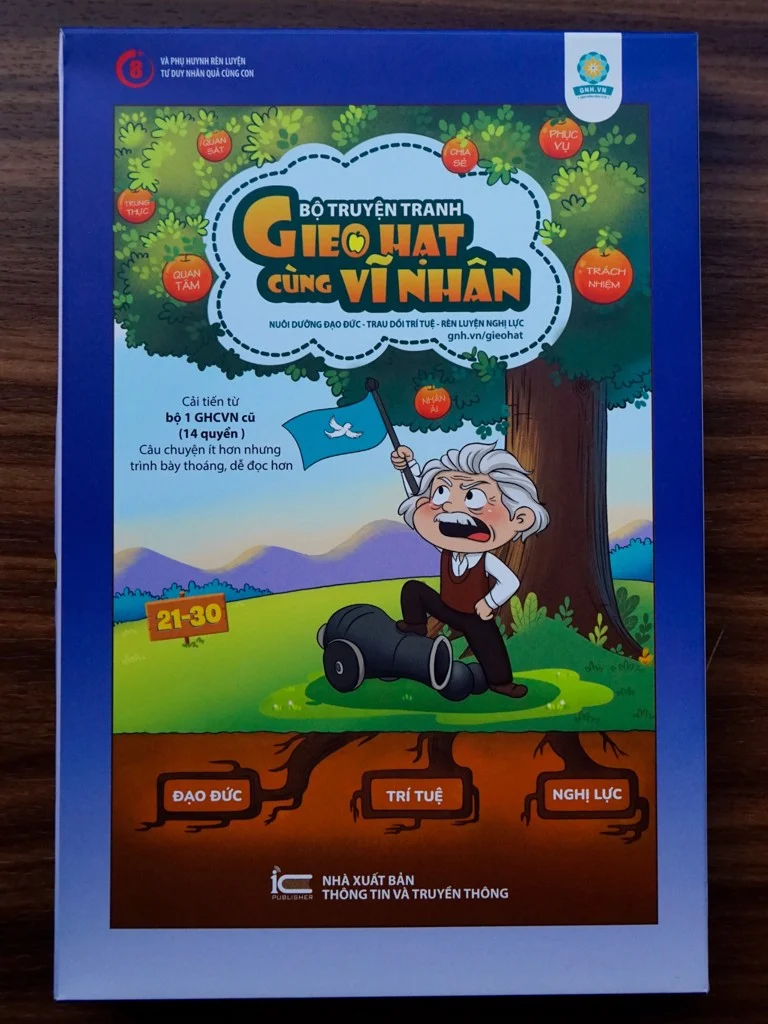 8+
VÀ PHỤ HUYNH RÈN LUYỆN
TƯ DUY NHÂN QUẢ CÙNG CON
GNH.VN
QUAN
SÁT
CHIA
SẺ
PHỤC
VỤ
TRUNG
THỰC
QUAN
TÂM
TRÁCH
NHIỆM
BỘ TRUYỆN TRANH
GIEO HẠT
CÙNG VĨ NHÂN
NUÔI DƯỠNG ĐẠO ĐỨC - TRAU DỒI TRÍ TUỆ - RÈN LUYỆN NGHỊ LỰC
gnh.vn/gieohat
NHÂN
ÁI
Cải tiến từ
bộ 1 GHCVN cũ
(14 quyển )
Câu chuyện ít hơn nhưng
trình bày thoáng, dễ đọc hơn
21-30
ĐẠO ĐỨC
TRÍ TUỆ
NGHỊ LỰC
ic
PUBLISHER
NHÀ XUẤT BẢN
THÔNG TIN VÀ TRUYỀN THÔNG